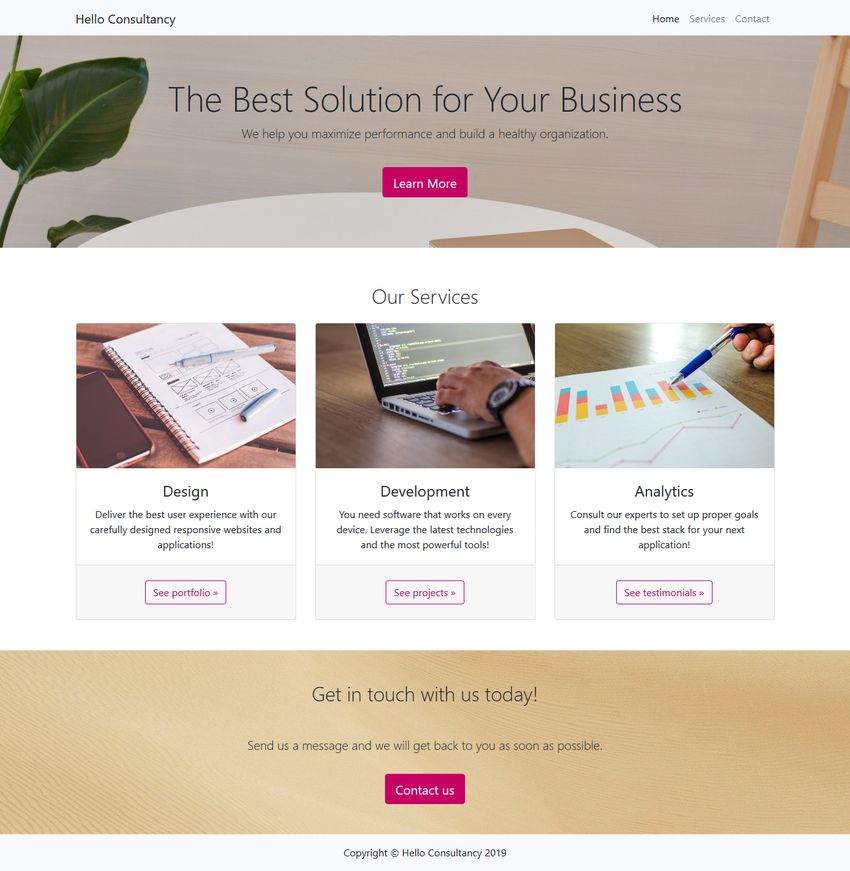 Hello Consultancy
Home Services Contact
The Best Solution for Your Business
We help you maximize performance and build a healthy organization.
Learn More
Our Services
Design
Deliver the best user experience with our
carefully designed responsive websites and
applications!
See portfolio »
Development
You need software that works on every
device. Leverage the latest technologies
and the most powerful tools!
See projects »
Analytics
Consult our experts to set up proper goals
and find the best stack for your next
application!
See testimonials »
Get in touch with us today!
Send us a message and we will get back to you as soon as possible.
Contact us
Copyright © Hello Consultancy 2019